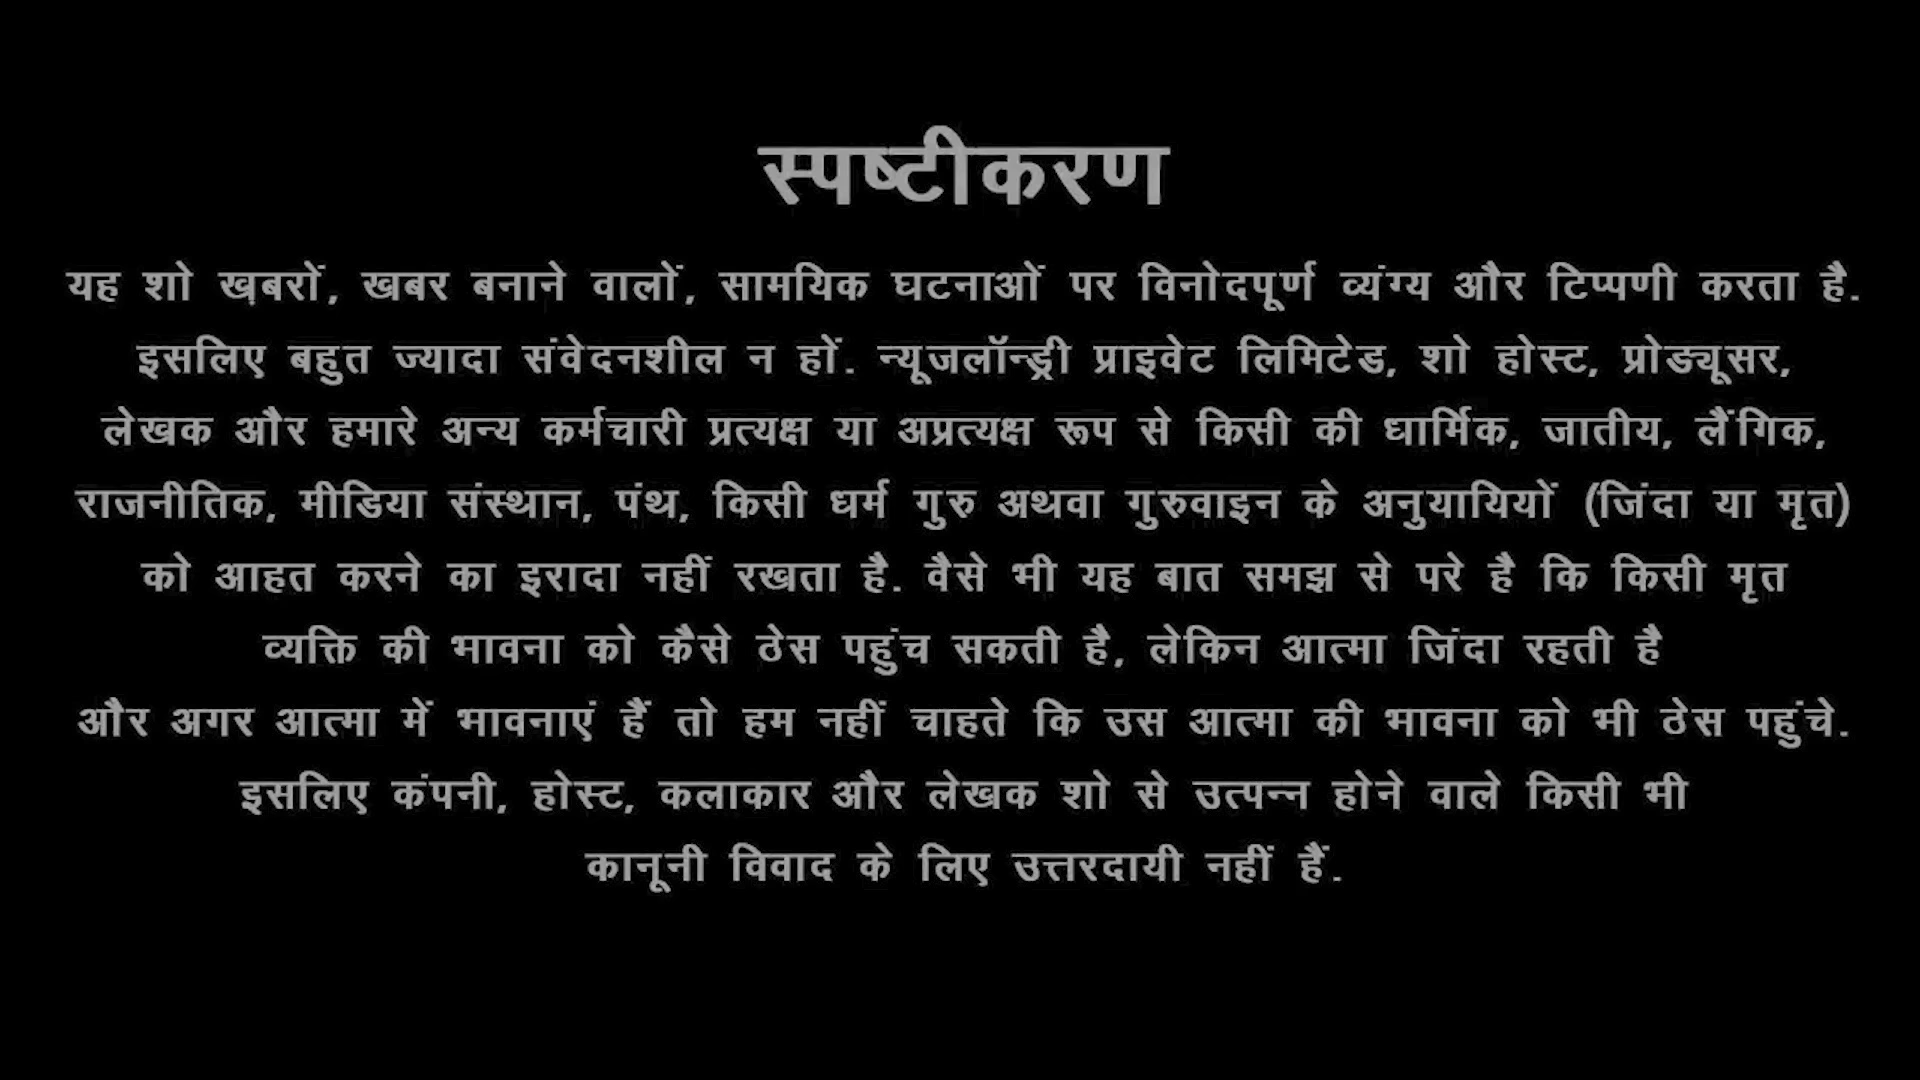 स्पष्टीकरण
यह शो ख़बरों, खबर बनाने वालों, सामयिक घटनाओं पर विनोदपूर्ण व्यंग्य और टिप्पणी करता है.
इसलिए बहुत ज्यादा संवेदनशील न हों. न्यूजलॉन्ड्री प्राइवेट लिमिटेड, शो होस्ट, प्रोड्यूसर,
लेखक और हमारे अन्य कर्मचारी प्रत्यक्ष या अप्रत्यक्ष रूप से किसी की धार्मिक, जातीय, लैंगिक,
राजनीतिक, मीडिया संस्थान, पंथ, किसी धर्म गुरु अथवा गुरुवाइन के अनुयायियों (जिंदा या मृत)
को आहत करने का इरादा नहीं रखता है. वैसे भी यह बात समझ से परे है कि किसी मृत
व्यक्ति की भावना को कैसे ठेस पहुंच सकती है, लेकिन आत्मा जिंदा रहती है
और अगर आत्मा में भावनाएं हैं तो हम नहीं चाहते कि उस आत्मा की भावना को भी ठेस पहुंचे.
इसलिए कंपनी, होस्ट, कलाकार और लेखक शो से उत्पन्न होने वाले किसी भी
कानूनी विवाद के लिए उत्तरदायी नहीं हैं.